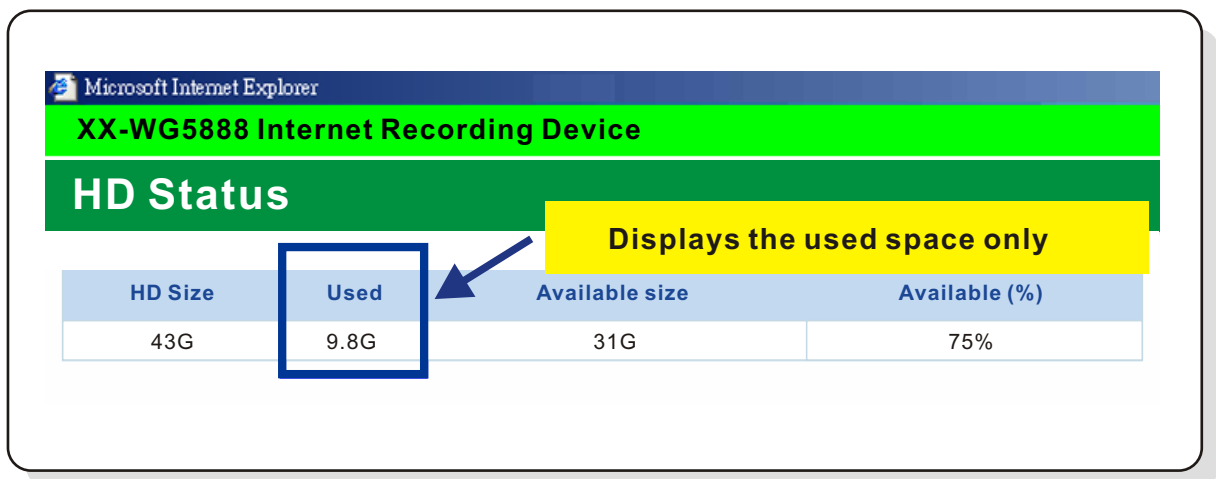 Microsoft Internet Explorer
XX-WG5888 Internet Recording Device
HD Status
Displays the used space only
HD Size Used Available size Available (%)
43G 9.8G 31G 75%